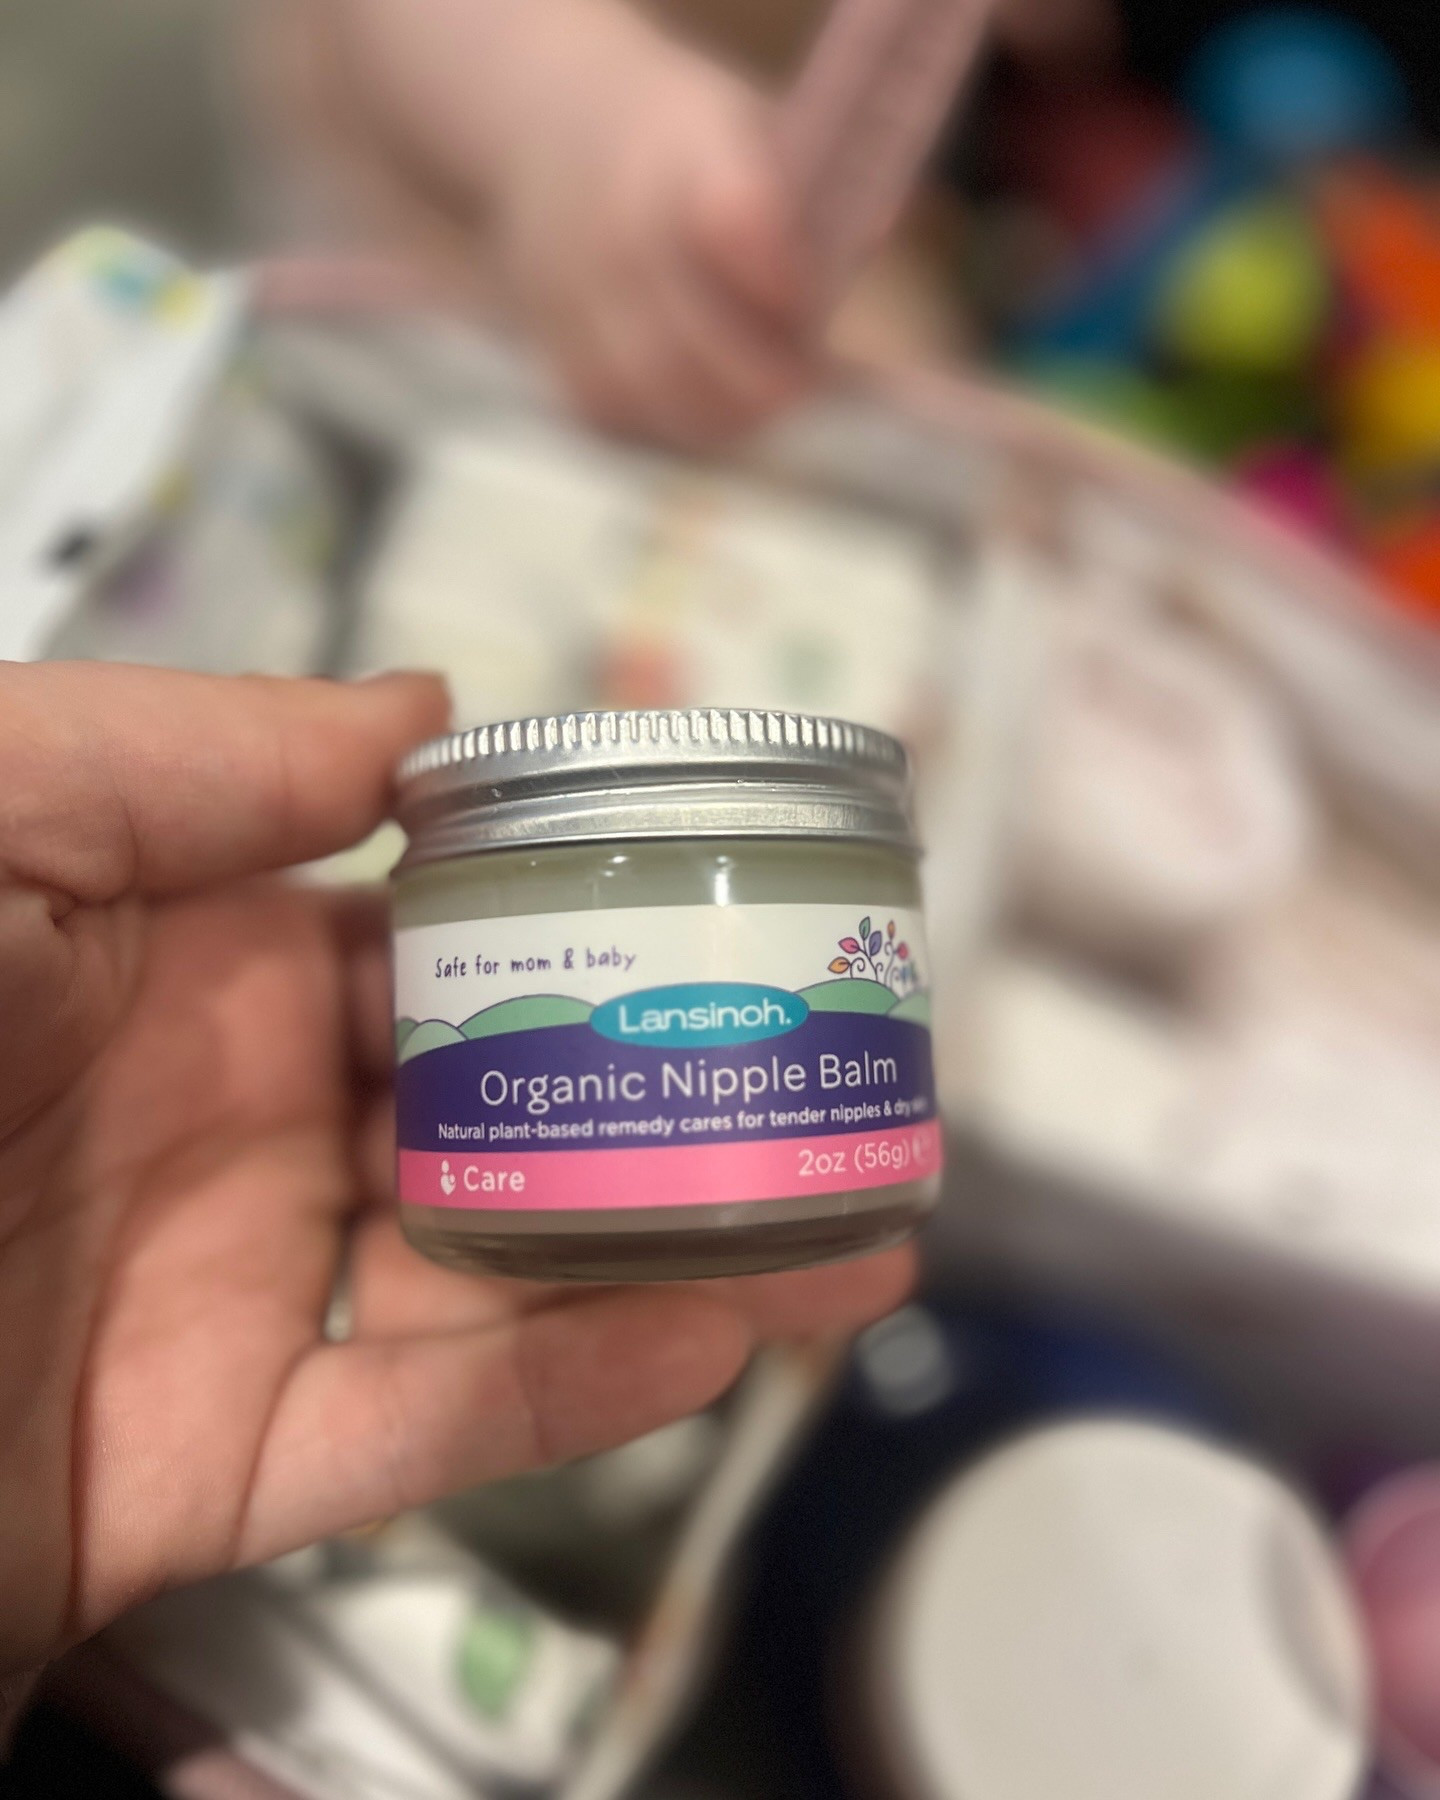 Safe for mom & baby
Lansinoh.
Organic Nipple Balm
Natural plant-based remedy cares for tender nipples & dry
Care
2oz (56g)